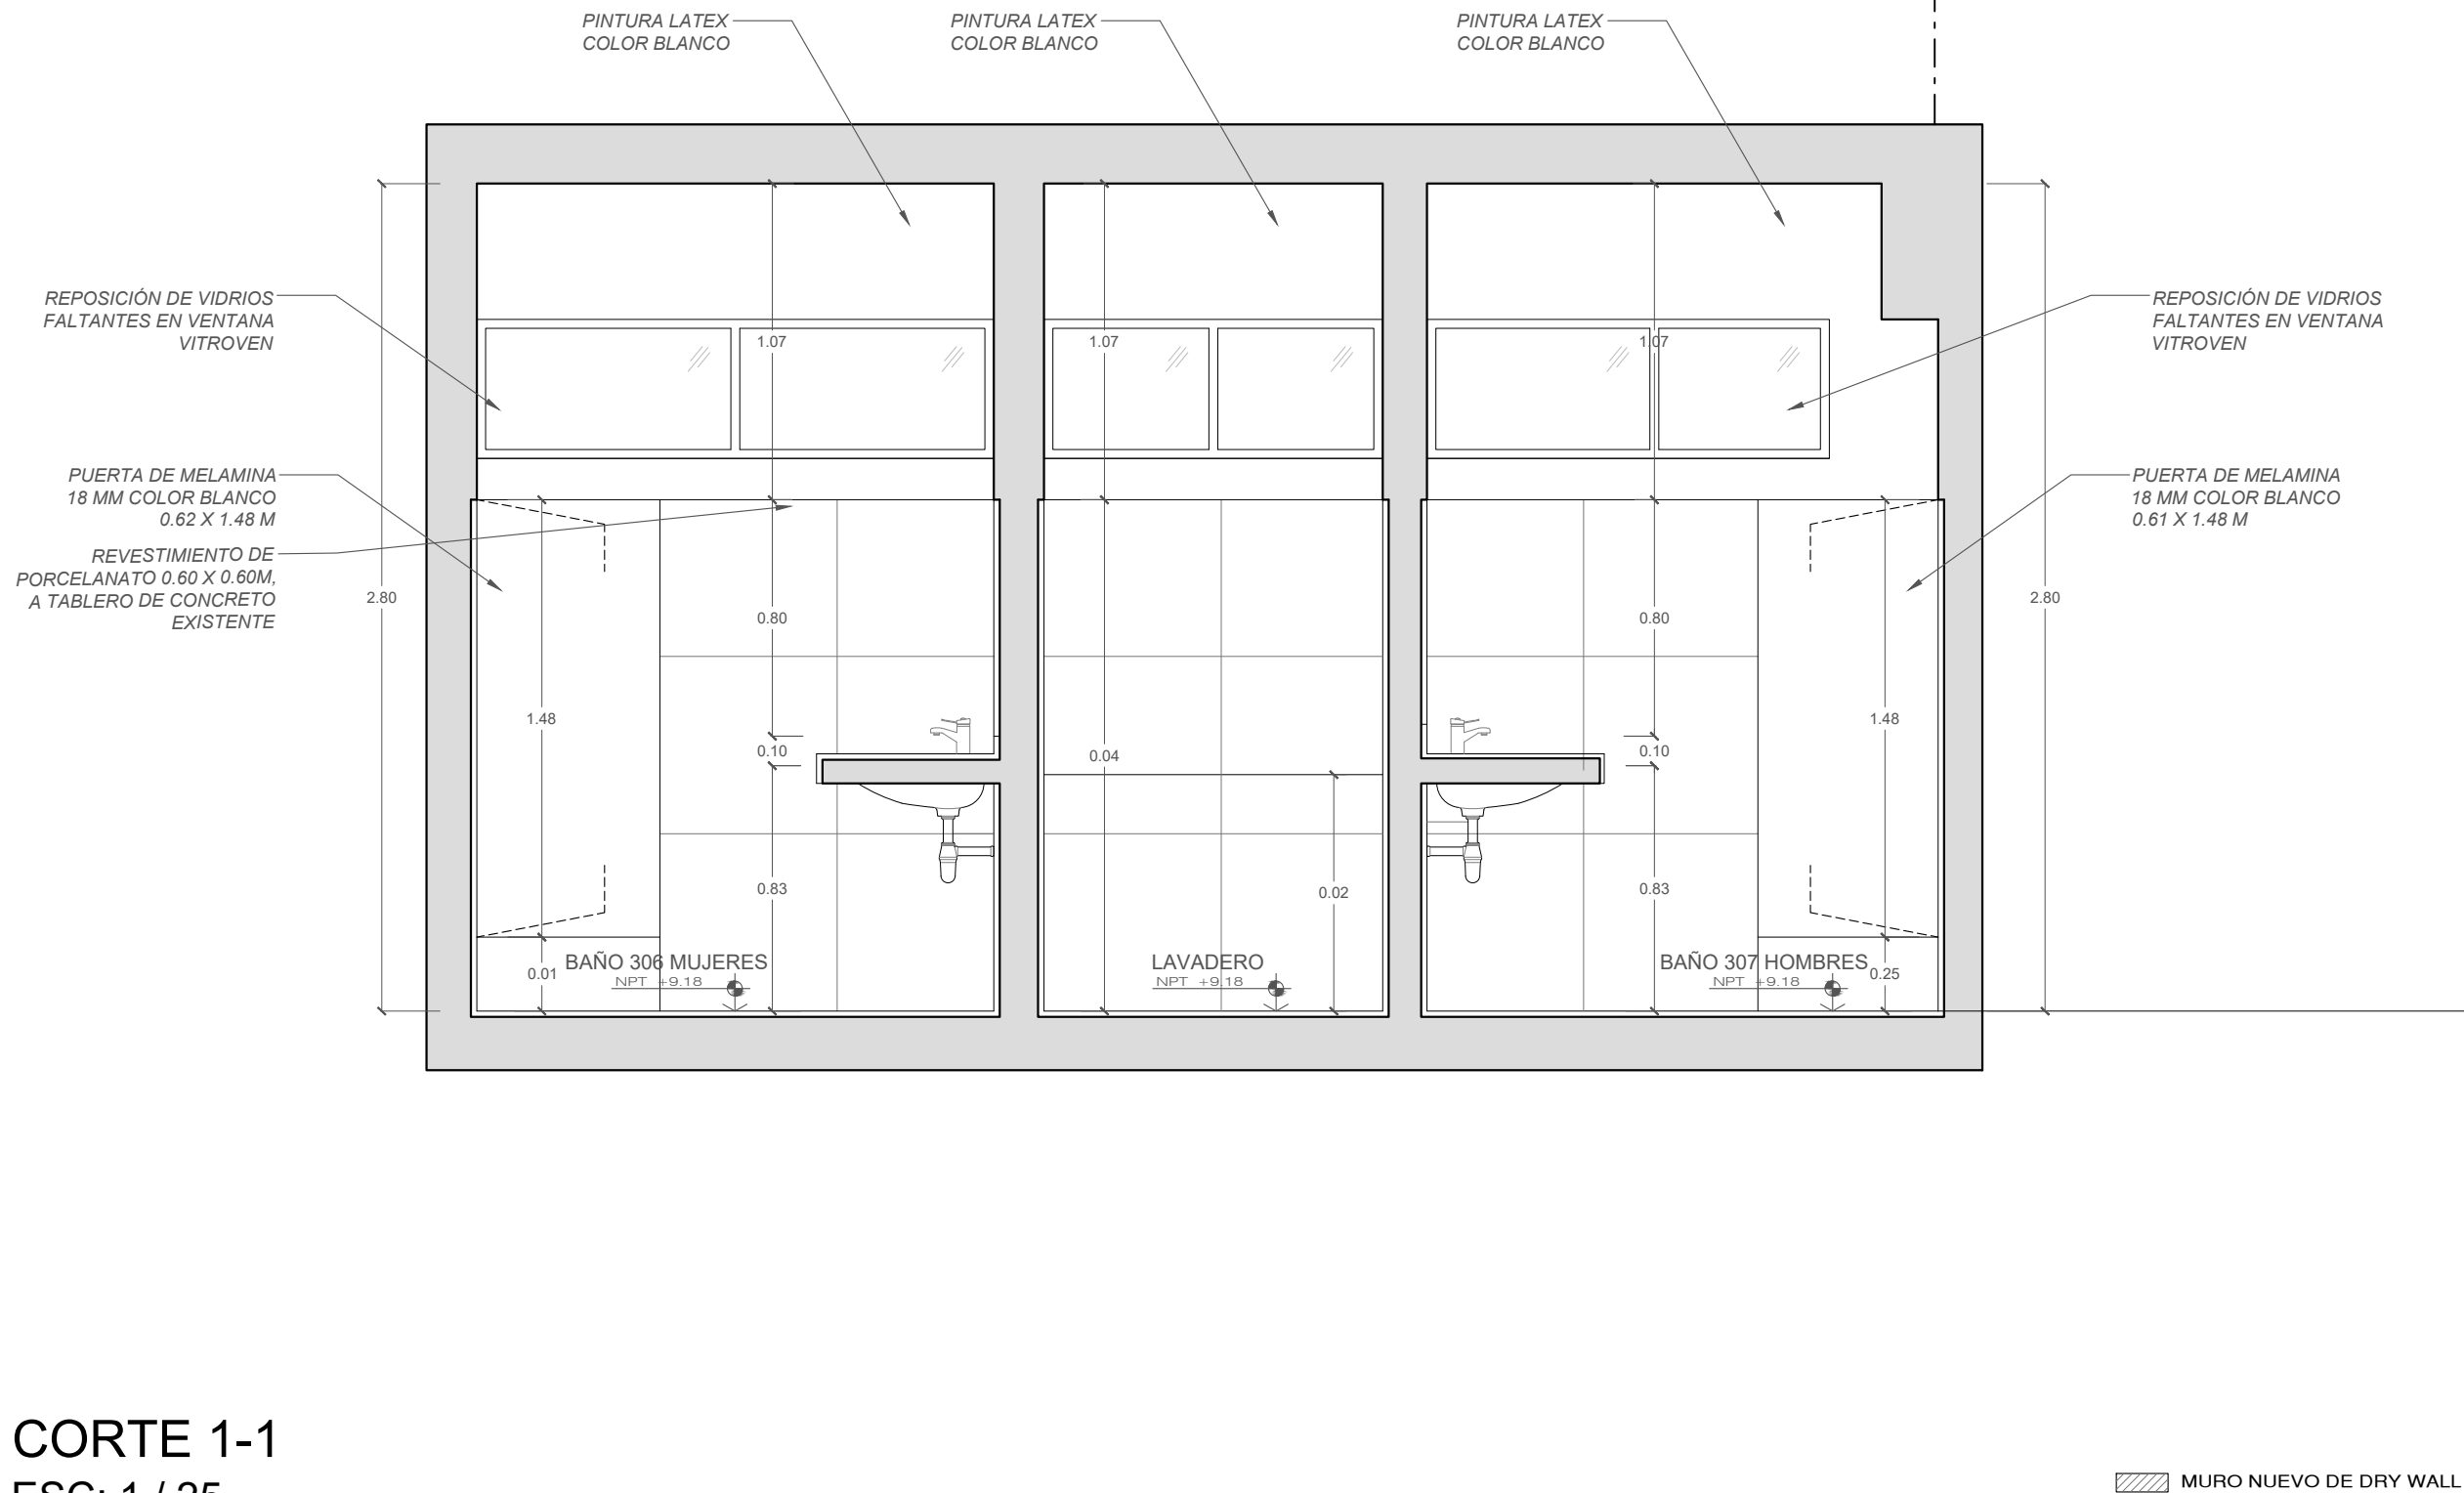 PINTURA LATEX
COLOR BLANCO
PINTURA LATEX
COLOR BLANCO
PINTURA LATEX
COLOR BLANCO
REPOSICIÓN DE VIDRIOS
FALTANTES EN VENTANA
VITROVEN
REPOSICIÓN DE VIDRIOS
FALTANTES EN VENTANA
VITROVEN
1.07
1.07
1.07
PUERTA DE MELAMINA
18 MM COLOR BLANCO
0.62 X 1.48 M
PUERTA DE MELAMINA
18 MM COLOR BLANCO
0.61 X 1.48 M
REVESTIMIENTO DE
PORCELANATO 0.60 X 0.60M,
A TABLERO DE CONCRETO
EXISTENTE
2.80
0.80
0.80
2.80
1.48
1.48
0.10
0.04
0.10
0.83
0.02
0.83
BAÑO 306 MUJERES
NPT +9.18
0.01
LAVADERO
NPT +9.18
BAÑO 307 HOMBRES
NPT +9.18
0.25
CORTE 1-1
ESC: 1 / 25
MURO NUEVO DE DRY WALL